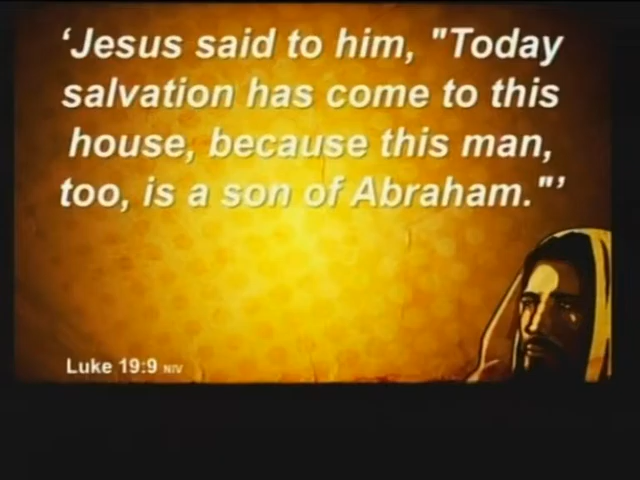 ‘Jesus said to him, "Today
salvation has come to this
house, because this man,
too, is a son of Abraham."’
Luke 19:9 NIV